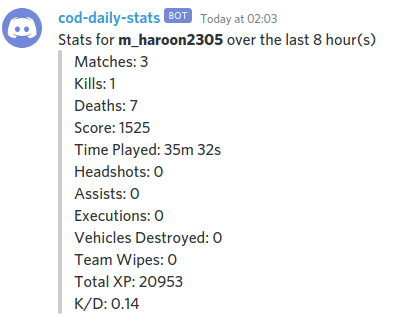 cod-daily-stats BOT Today at 02:03
Stats for m_haroon2305 over the last 8 hour(s)
Matches: 3
Kills: 1
Deaths: 7
Score: 1525
Time Played: 35m 32s
Headshots: 0
Assists: 0
Executions: 0
Vehicles Destroyed: 0
Team Wipes: 0
Total XP: 20953
K/D: 0.14